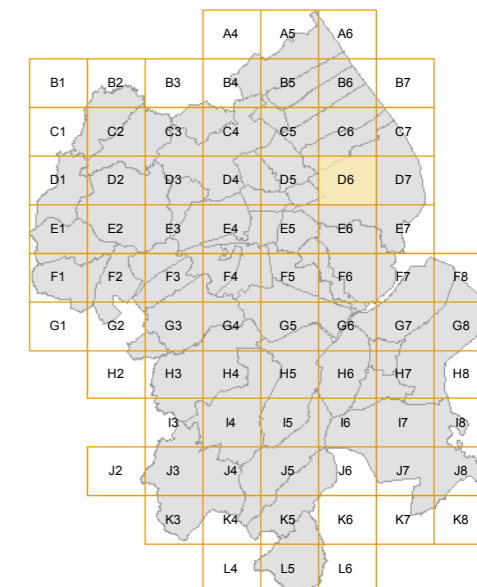 A4 A5 A6
B1 B2 B3 B4 B5 B6 B7
C1 C2 C3 C4 C5 C6 C7
D1 D2 D3 D4 D5 D6 D7
E1 E2 E3 E4 E5 E6 E7
F1 F2 F3 F4 F5 F6 F7 F8
G1 G2 G3 G4 G5 G6 G7 G8
H2 H3 H4 H5 H6 H7 H8
I3 I4 I5 I6 I7 I8
J2 J3 J4 J5 J6 J7 J8
K3 K4 K5 K6 K7 K8
L4 L5 L6